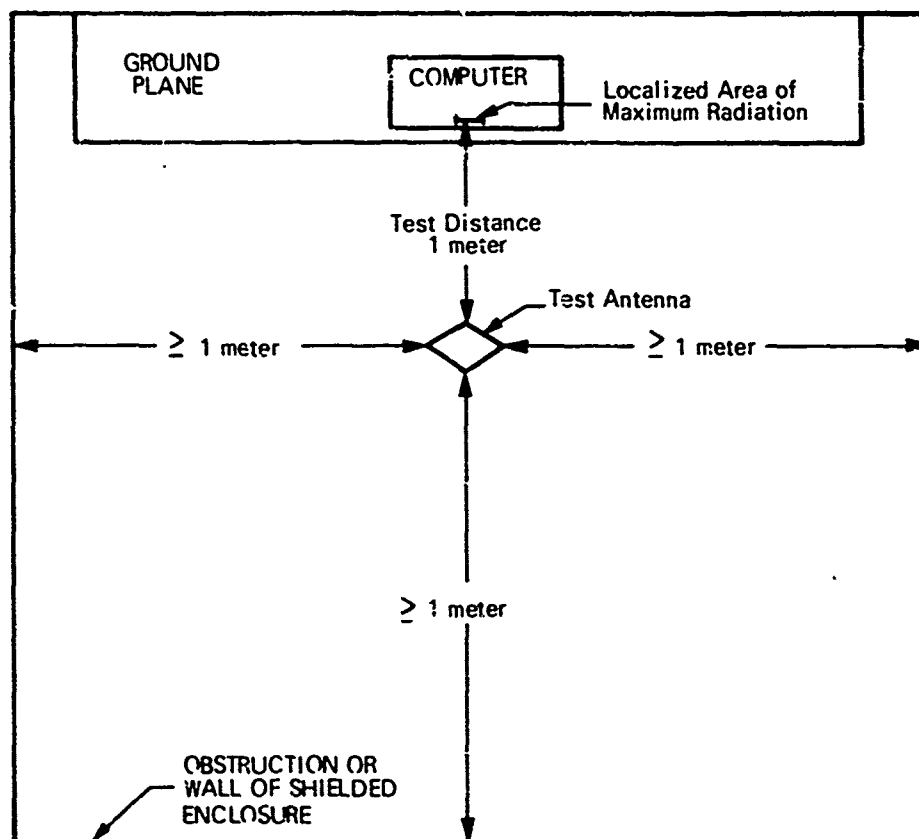 GROUND
PLANE
COMPUTER
Localized Area of
Maximum Radiation
Test Distance
1 meter
Test Antenna
≥ 1 meter
≥ 1 meter
≥ 1 meter
OBSTRUCTION OR
WALL OF SHIELDED
ENCLOSURE